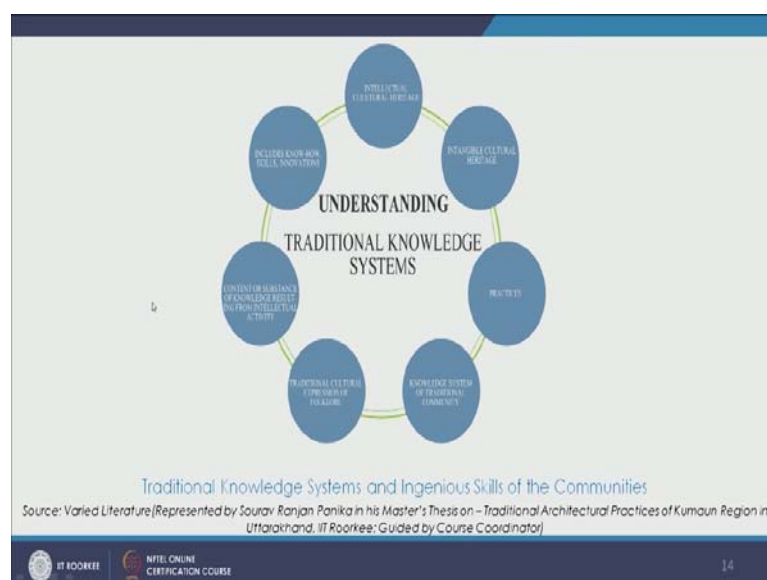 INTELLECTUAL
CULTURAL HERITAGE
INTANGIBLE CULTURAL
HERITAGE
PRACTICES
KNOWLEDGE SYSTEM
OF TRADITIONAL
COMMUNITY
TRADITIONAL CULTURAL
EXPRESSION OF
FOLKLORE
CONTENT OR SUBSTANCE
OF KNOWLEDGE RESULT-
ING FROM INTELLECTUAL
ACTIVITY
INCLUDES KNOW-HOW,
SKILLS, INNOVATIONS
UNDERSTANDING
TRADITIONAL KNOWLEDGE
SYSTEMS
Traditional Knowledge Systems and Ingenious Skills of the Communities
Source: Varied Literature(Represented by Sourav Ranjan Panika in his Master's Thesis on – Traditional Architectural Practices of Kumaun Region in
Uttarakhand, IIT Roorkee; Guided by Course Coordinator)
IIT ROORKEE
NPTEL ONLINE
CERTIFICATION COURSE
14